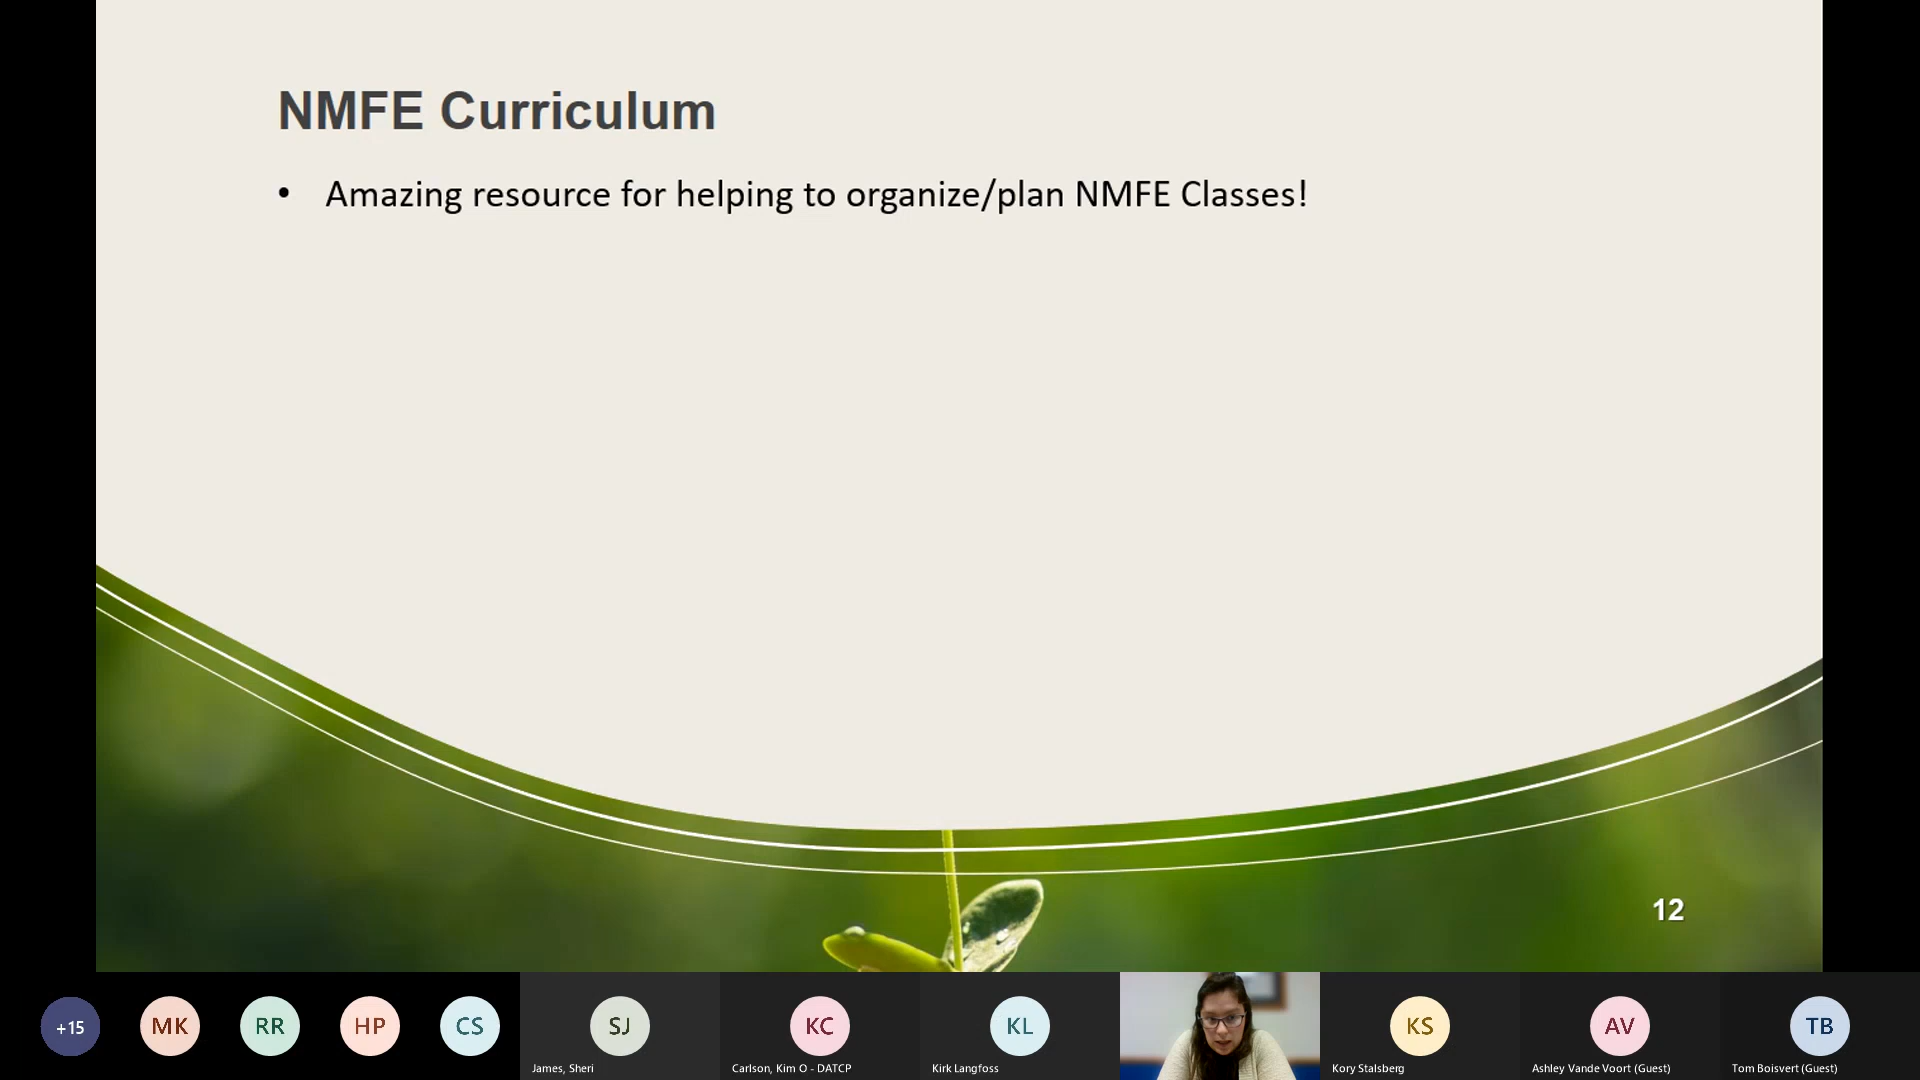 NMFE Curriculum
• Amazing resource for helping to organize/plan NMFE Classes!
12
+15
MK
RR
HP
CS
SJ
James, Sheri
KC
Carlson, Kim O - DATCP
KL
Kirk Langfoss
KS
Kory Stalsberg
AV
Ashley Vande Voort (Guest)
TB
Tom Boisvert (Guest)